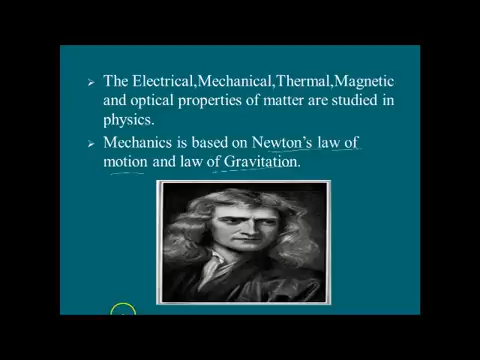 The Electrical,Mechanical,Thermal,Magnetic
and optical properties of matter are studied in
physics.
Mechanics is based on Newton's law of
motion and law of Gravitation.